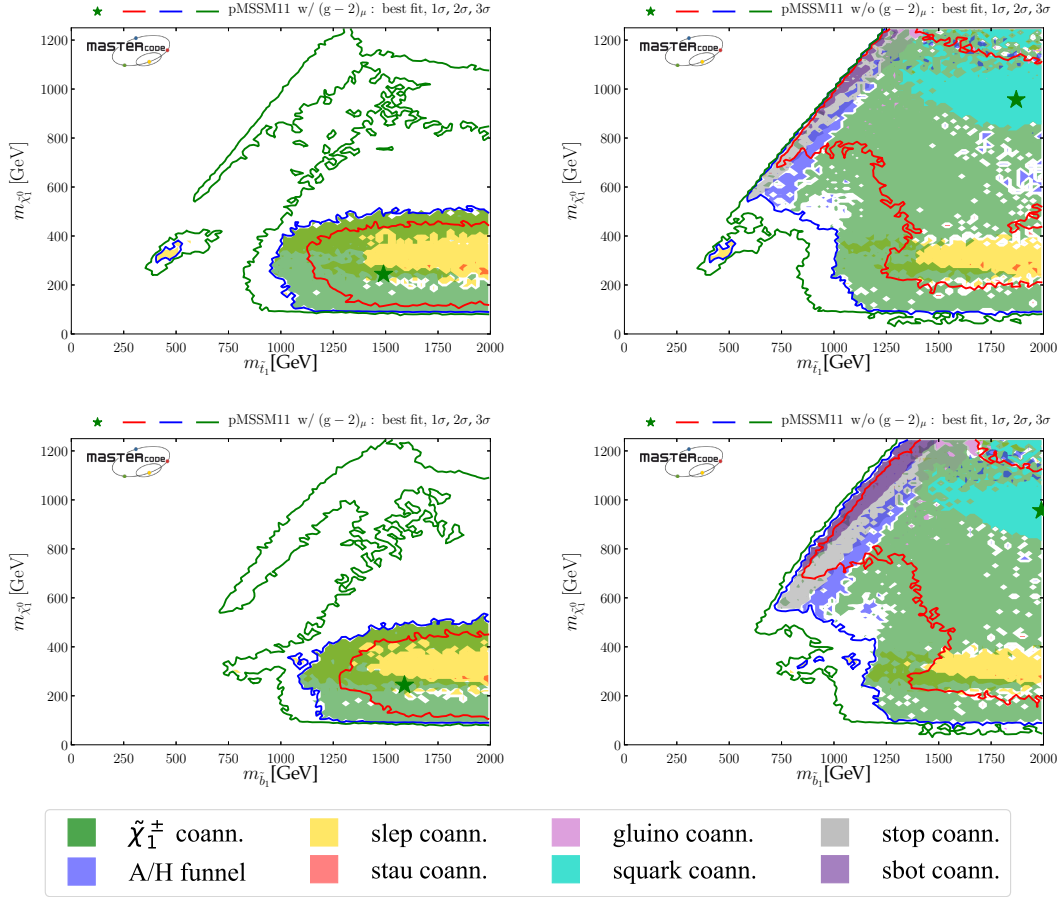 ★ — — — pMSSM11 w/ (g − 2)μ : best fit, 1σ, 2σ, 3σ
MASTERCODE
1200
1000
800
600
400
200
0
m_χ̃₁⁰ [GeV]
0 250 500 750 1000 1250 1500 1750 2000
m_t̃₁[GeV]
★ — — — pMSSM11 w/o (g − 2)μ : best fit, 1σ, 2σ, 3σ
MASTERCODE
1200
1000
800
600
400
200
0
m_χ̃₁⁰ [GeV]
0 250 500 750 1000 1250 1500 1750 2000
m_t̃₁[GeV]
★ — — — pMSSM11 w/ (g − 2)μ : best fit, 1σ, 2σ, 3σ
MASTERCODE
1200
1000
800
600
400
200
0
m_χ̃₁⁰ [GeV]
0 250 500 750 1000 1250 1500 1750 2000
m_b̃₁[GeV]
★ — — — pMSSM11 w/o (g − 2)μ : best fit, 1σ, 2σ, 3σ
MASTERCODE
1200
1000
800
600
400
200
0
m_χ̃₁⁰ [GeV]
0 250 500 750 1000 1250 1500 1750 2000
m_b̃₁[GeV]
χ̃₁± coann. slep coann. gluino coann. stop coann.
A/H funnel stau coann. squark coann. sbot coann.